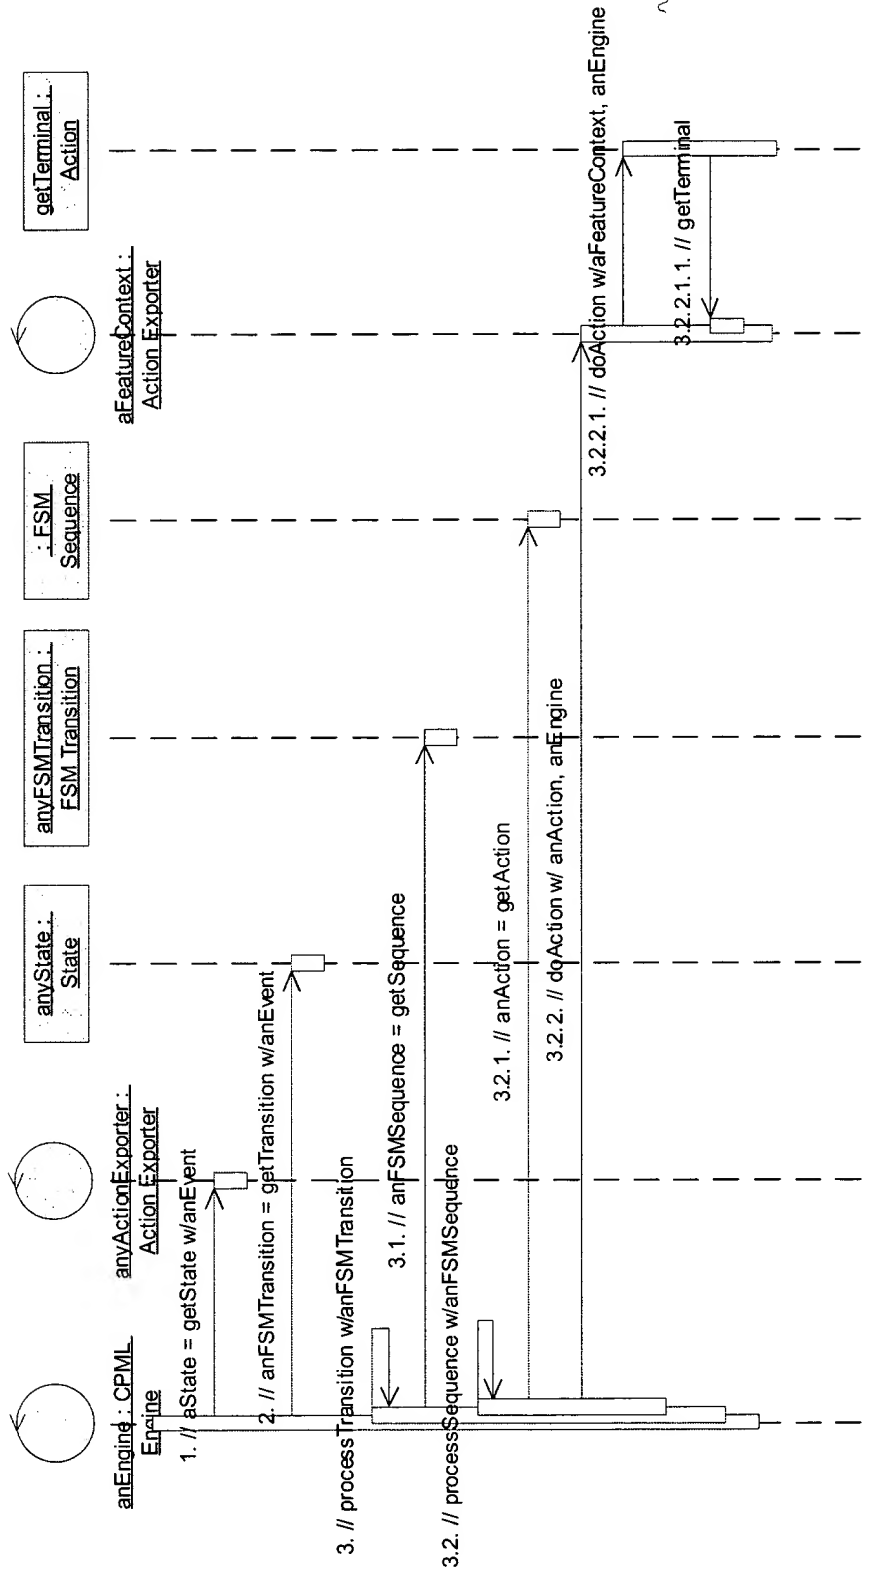 anEngine : CPML
Engine
anyActionExporter :
Action Exporter
anyState :
State
anyFSMTransition :
FSM Transition
: FSM
Sequence
aFeatureContext :
Action Exporter
getTerminal :
Action
1. // aState = getState w/anEvent
2. // anFSMTransition = getTransition w/anEvent
3. // processTransition w/anFSMTransition
3.1. // anFSMSequence = getSequence
3.2. // processSequence w/anFSMSequence
3.2.1. // anAction = getAction
3.2.2. // doAction w/ anAction, anEngine
3.2.2.1. // doAction w/aFeatureContext, anEngine
3.2.2.1.1. // getTerminal